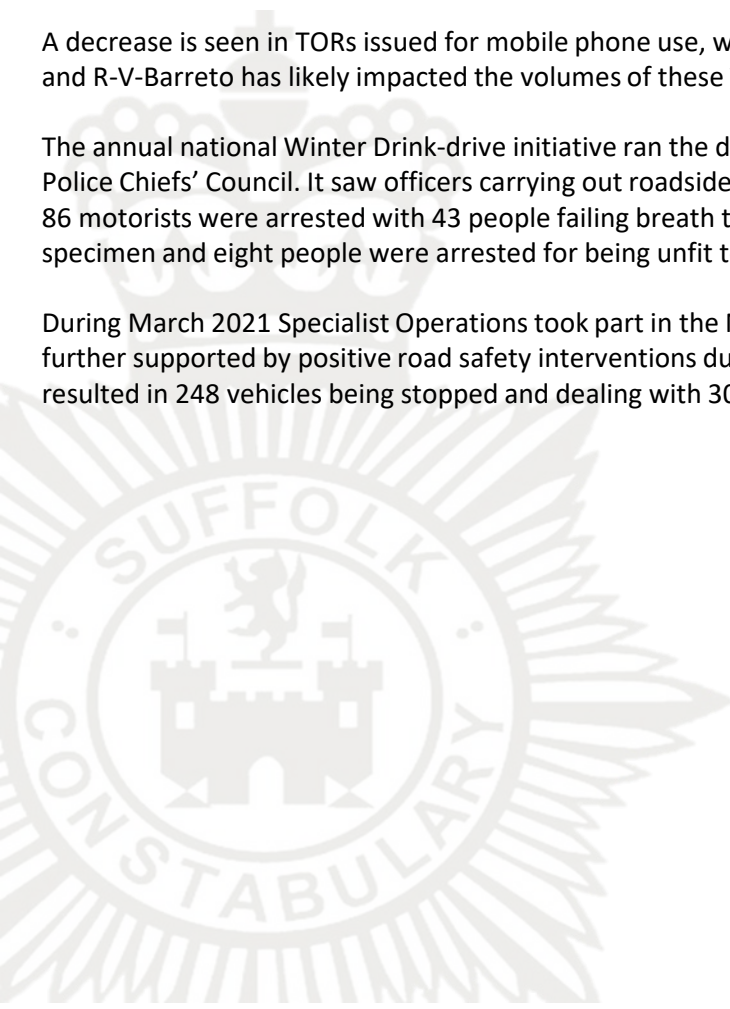 A decrease is seen in TORs issued for mobile phone use, w
and R-V-Barreto has likely impacted the volumes of these
The annual national Winter Drink-drive initiative ran the d
Police Chiefs’ Council. It saw officers carrying out roadside
86 motorists were arrested with 43 people failing breath t
specimen and eight people were arrested for being unfit t
During March 2021 Specialist Operations took part in the
further supported by positive road safety interventions du
resulted in 248 vehicles being stopped and dealing with 30
SUFFOLK
CONSTABULARY